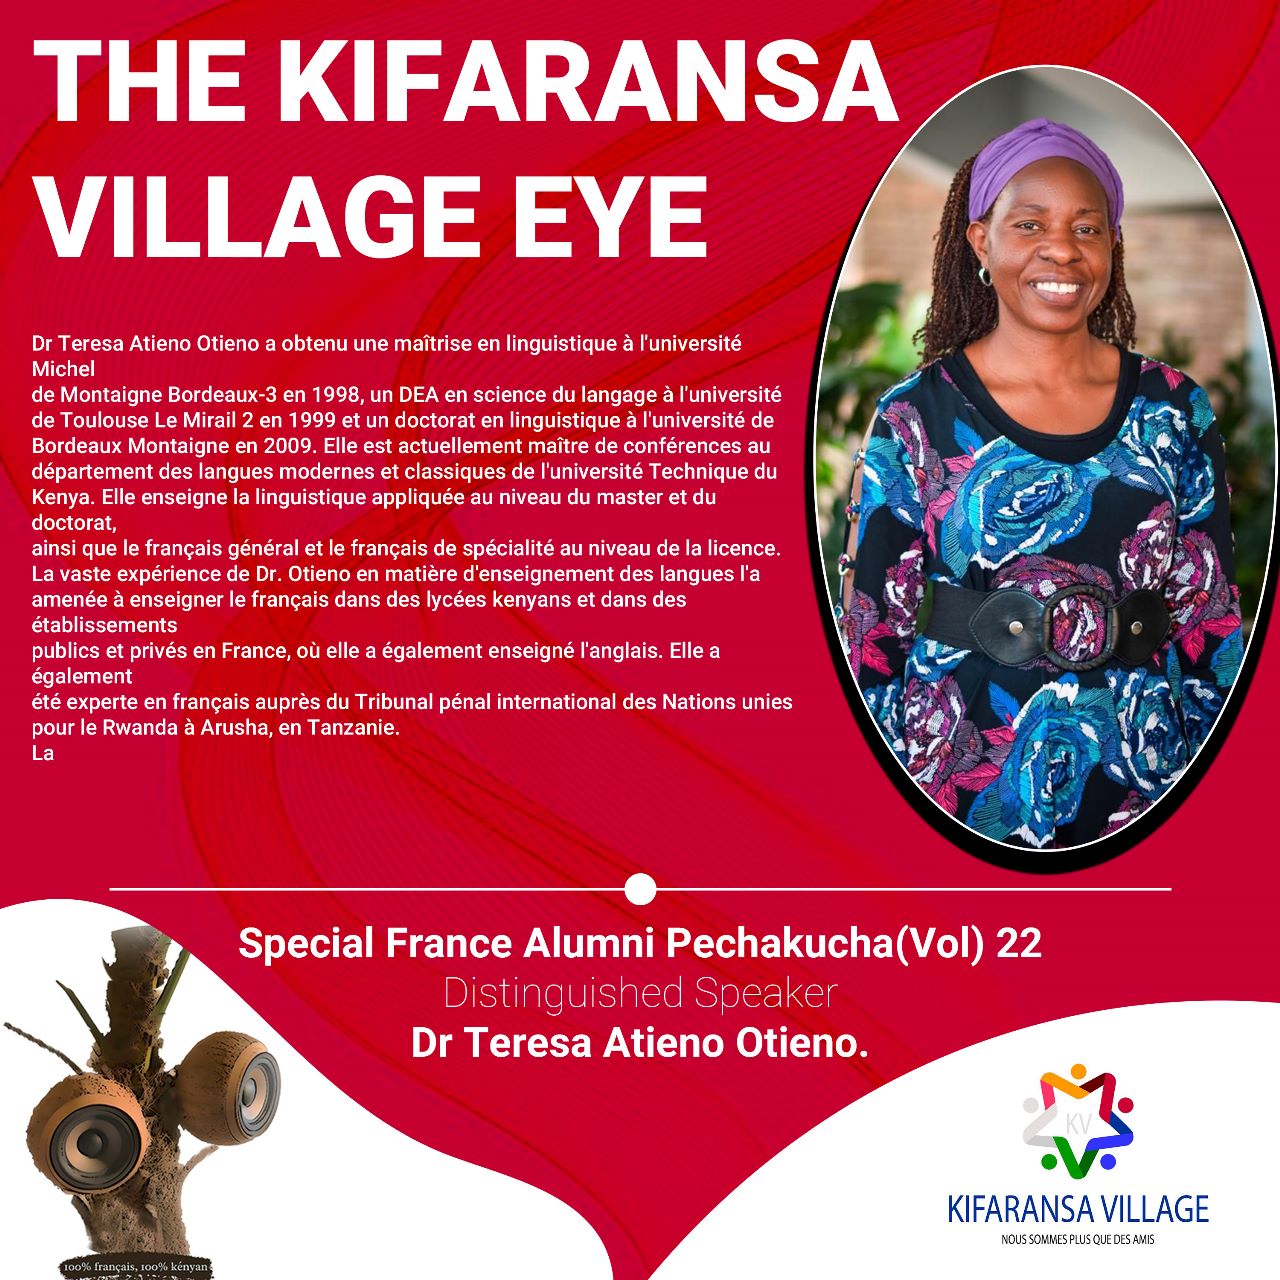 THE KIFARANSA
VILLAGE EYE
Dr Teresa Atieno Otieno a obtenu une maîtrise en linguistique à l'université
Michel
de Montaigne Bordeaux-3 en 1998, un DEA en science du langage à l'université
de Toulouse Le Mirail 2 en 1999 et un doctorat en linguistique à l'université de
Bordeaux Montaigne en 2009. Elle est actuellement maître de conférences au
département des langues modernes et classiques de l'université Technique du
Kenya. Elle enseigne la linguistique appliquée au niveau du master et du
doctorat,
ainsi que le français général et le français de spécialité au niveau de la licence.
La vaste expérience de Dr. Otieno en matière d'enseignement des langues l'a
amenée à enseigner le français dans des lycées kenyans et dans des
établissements
publics et privés en France, où elle a également enseigné l'anglais. Elle a
également
été experte en français auprès du Tribunal pénal international des Nations unies
pour le Rwanda à Arusha, en Tanzanie.
La
Special France Alumni Pechakucha(Vol) 22
Distinguished Speaker
Dr Teresa Atieno Otieno.
KV
KIFARANSA VILLAGE
NOUS SOMMES PLUS QUE DES AMIS
100% français, 100% kényan